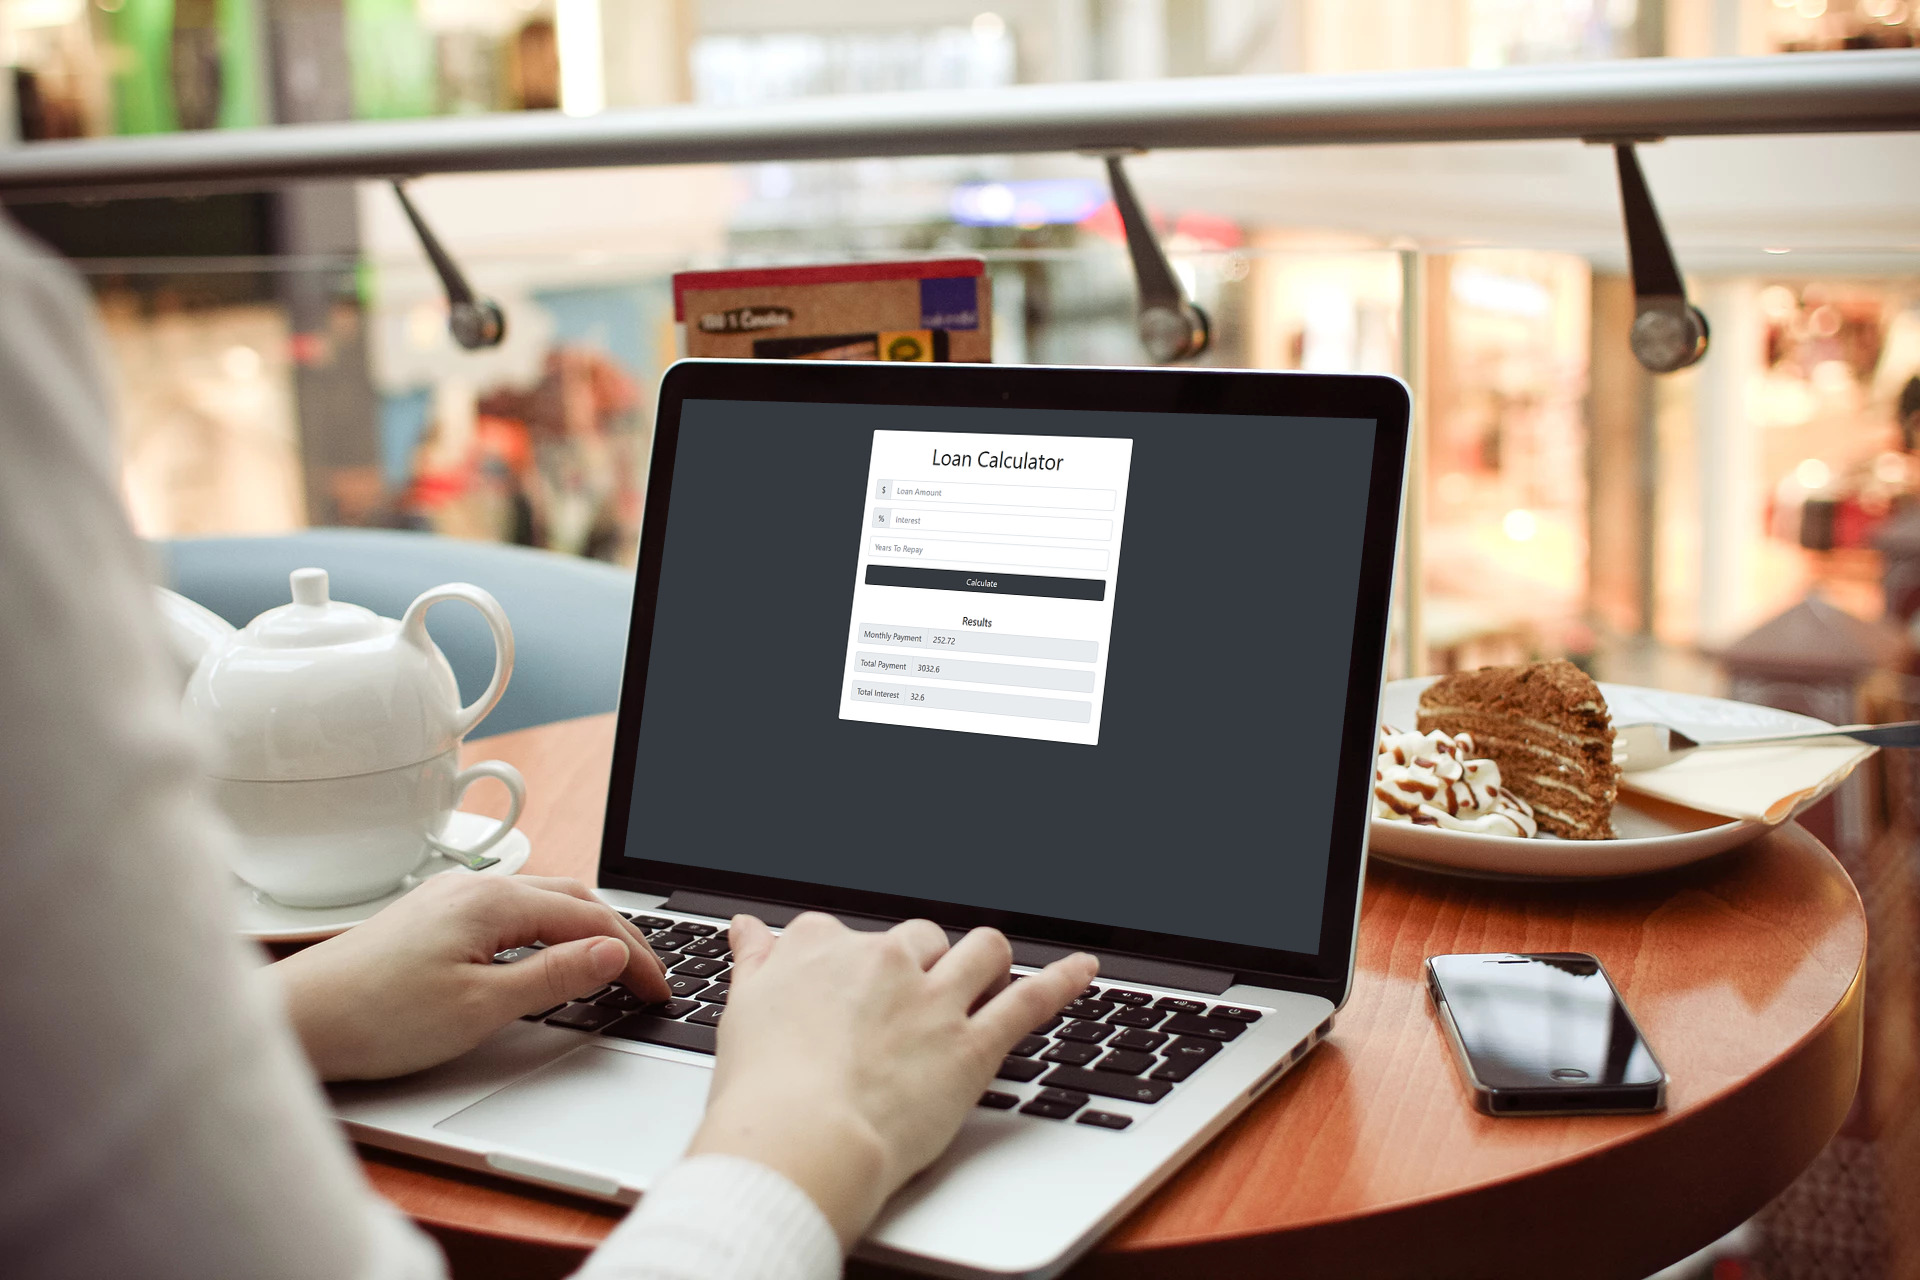 Loan Calculator
$ Loan Amount
% Interest
Years To Repay
Calculate
Results
Monthly Payment 252.72
Total Payment 3032.6
Total Interest 32.6